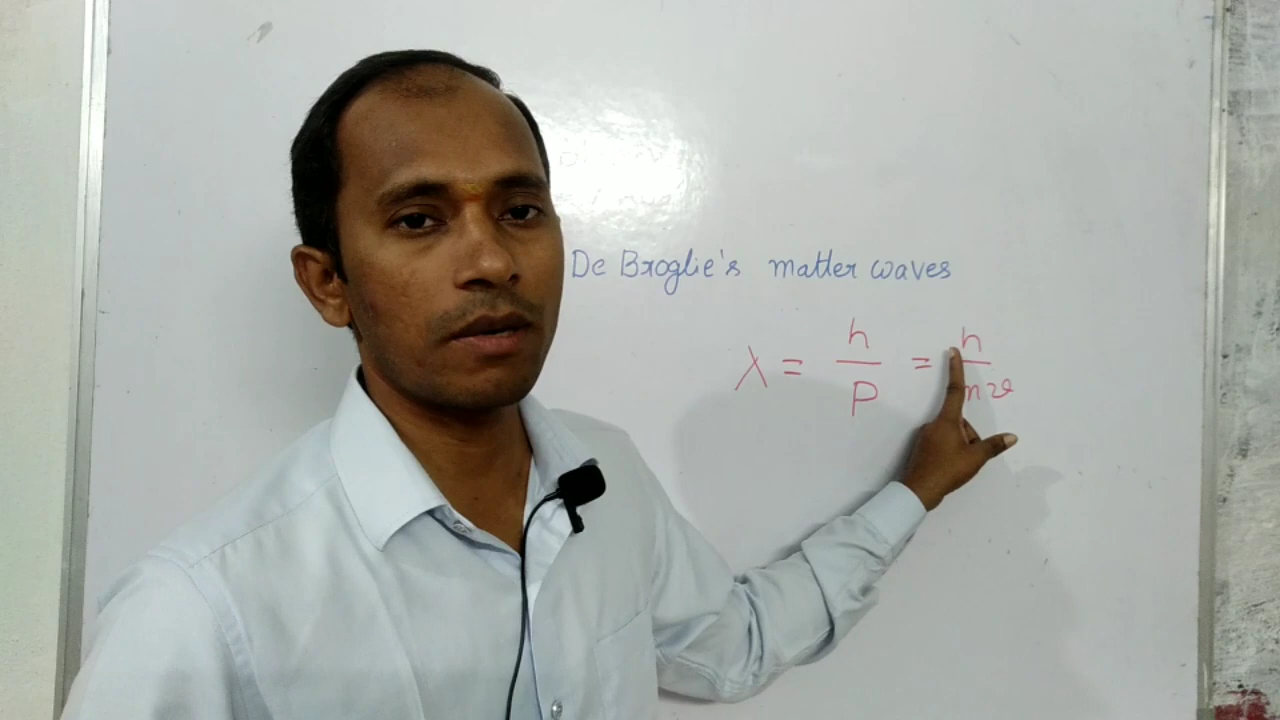 De Broglie's matter waves
λ = h/P = h/mv